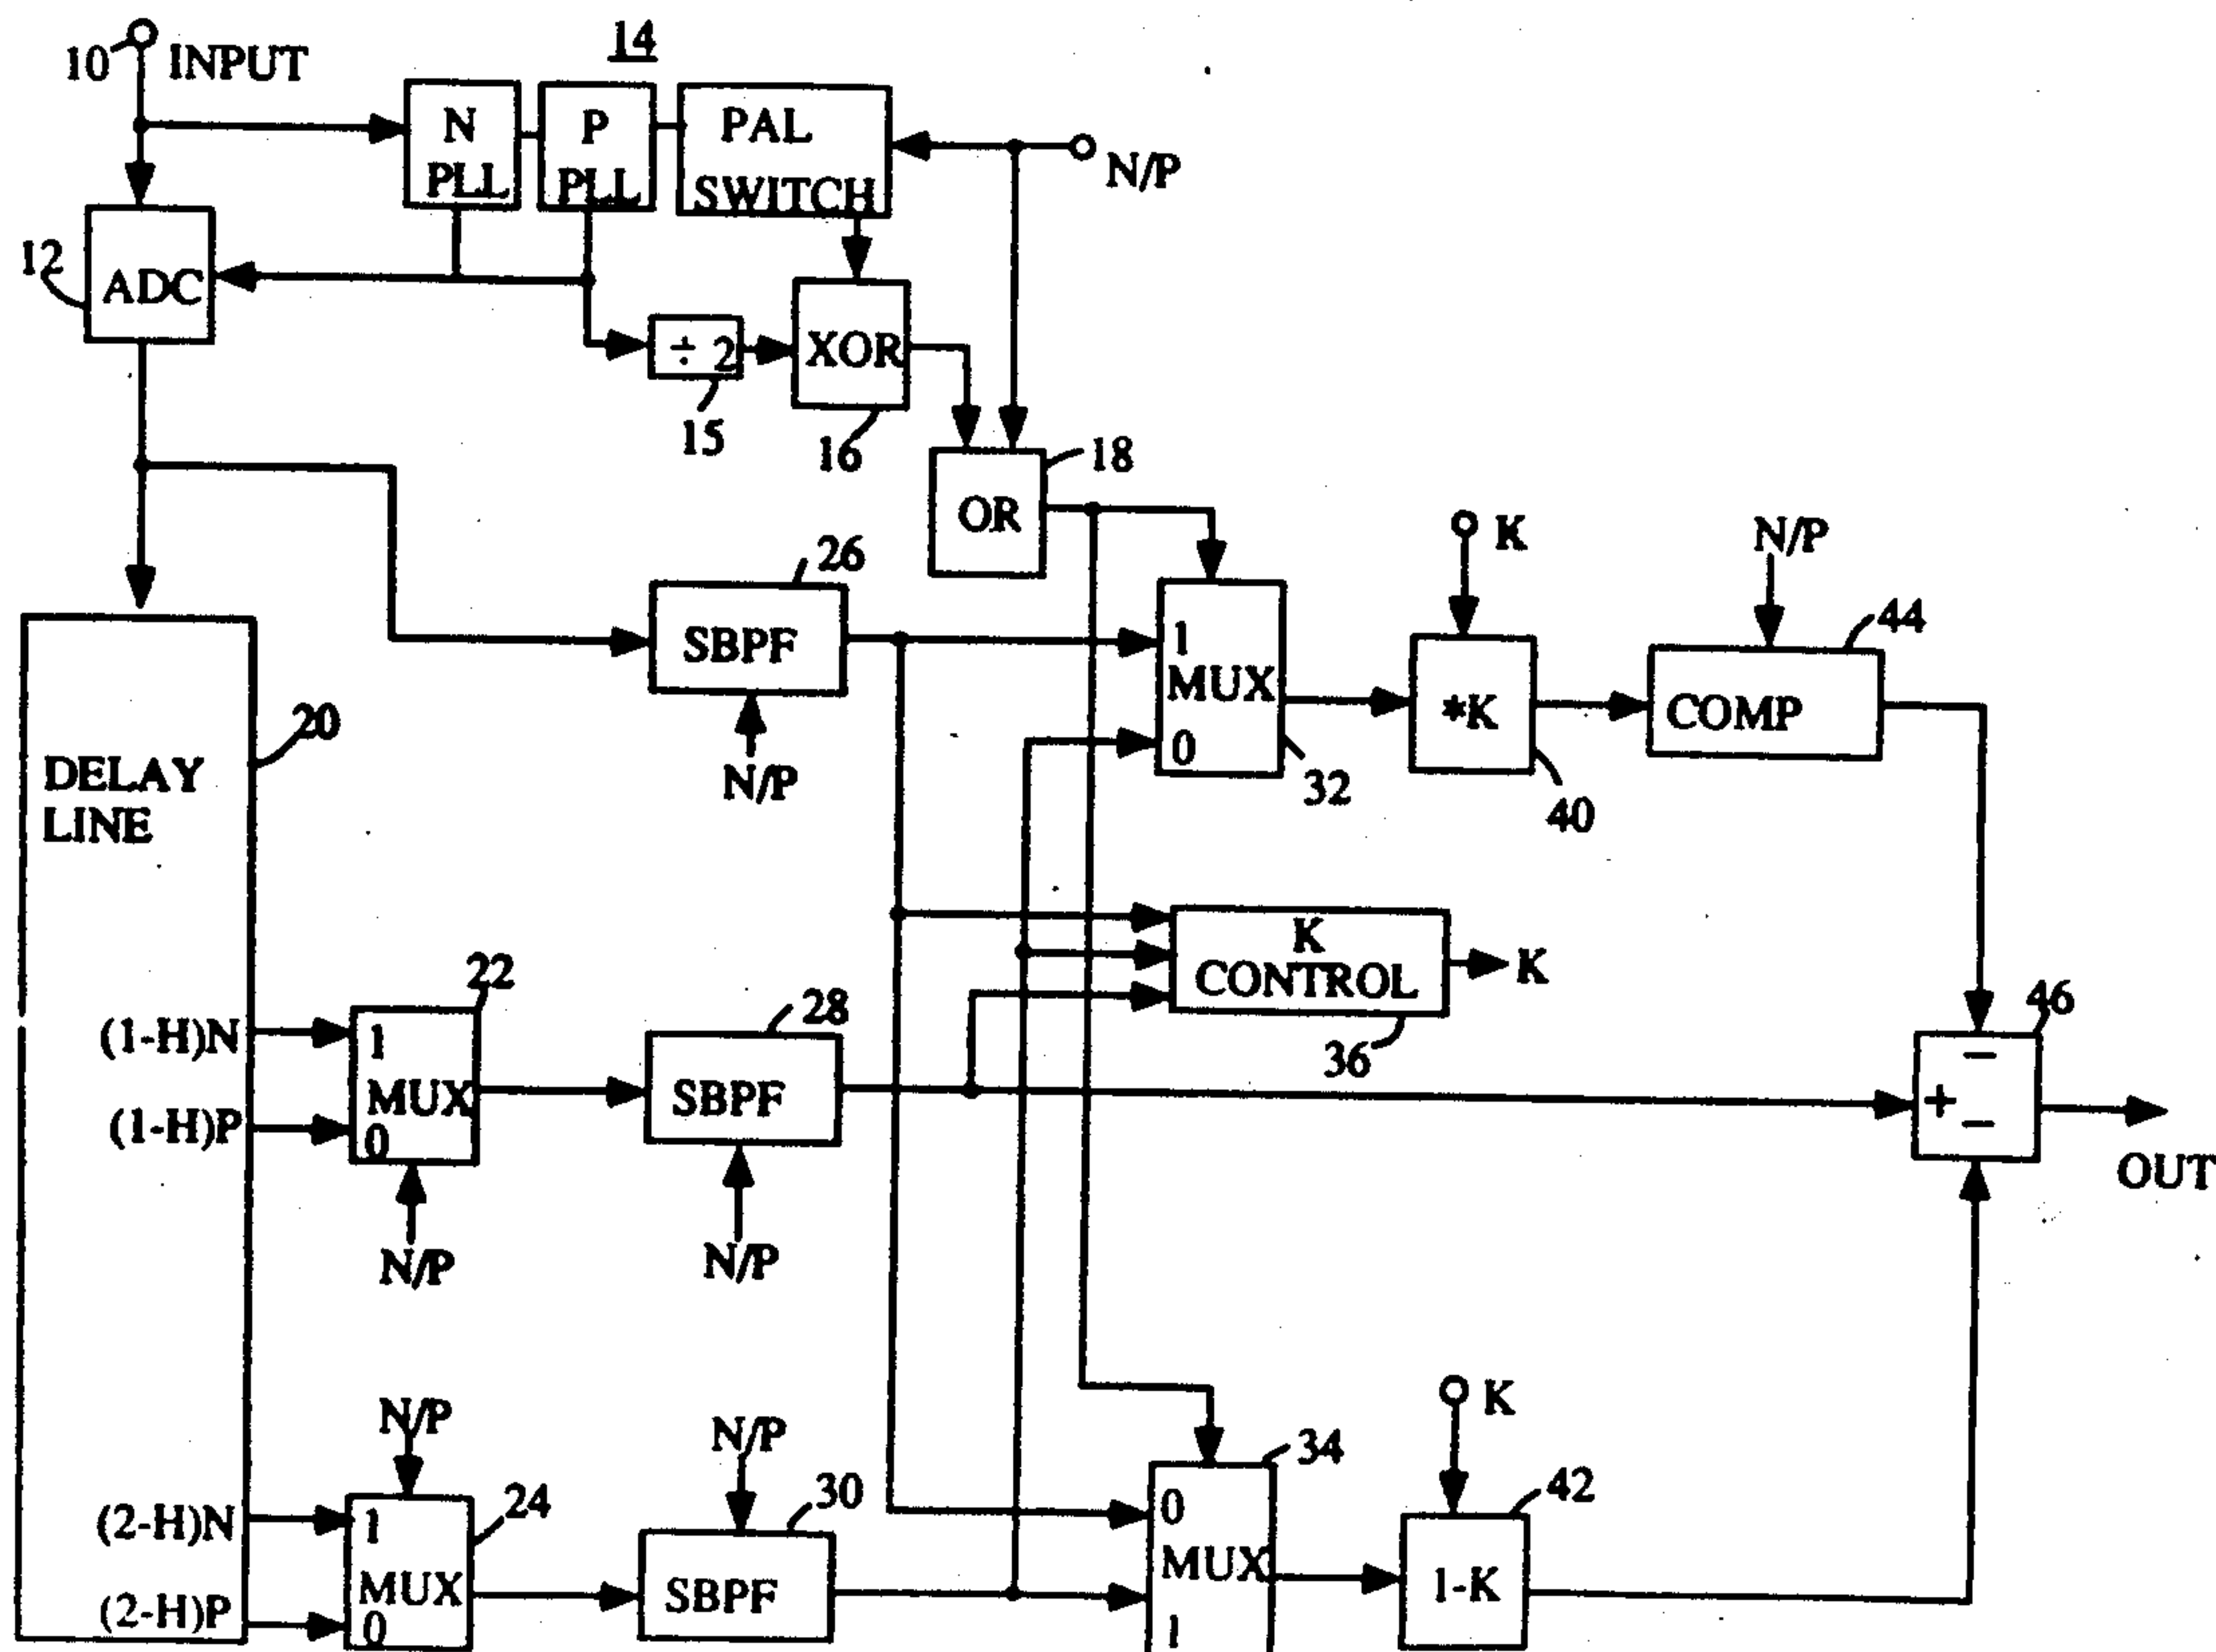 14
10 INPUT
N PLL
P PLL
PAL SWITCH
N/P
12
ADC
÷ 2
XOR
15
16
18
OR
26
SBPF
N/P
K
N/P
1
MUX
0
32
*K
40
44
COMP
20
DELAY
LINE
K
CONTROL
K
36
22
(1-H)N
(1-H)P
1
MUX
0
N/P
28
SBPF
N/P
46
−
+
−
OUT
N/P
(2-H)N
(2-H)P
1
MUX
0
24
N/P
30
SBPF
34
0
MUX
1
K
42
1-K